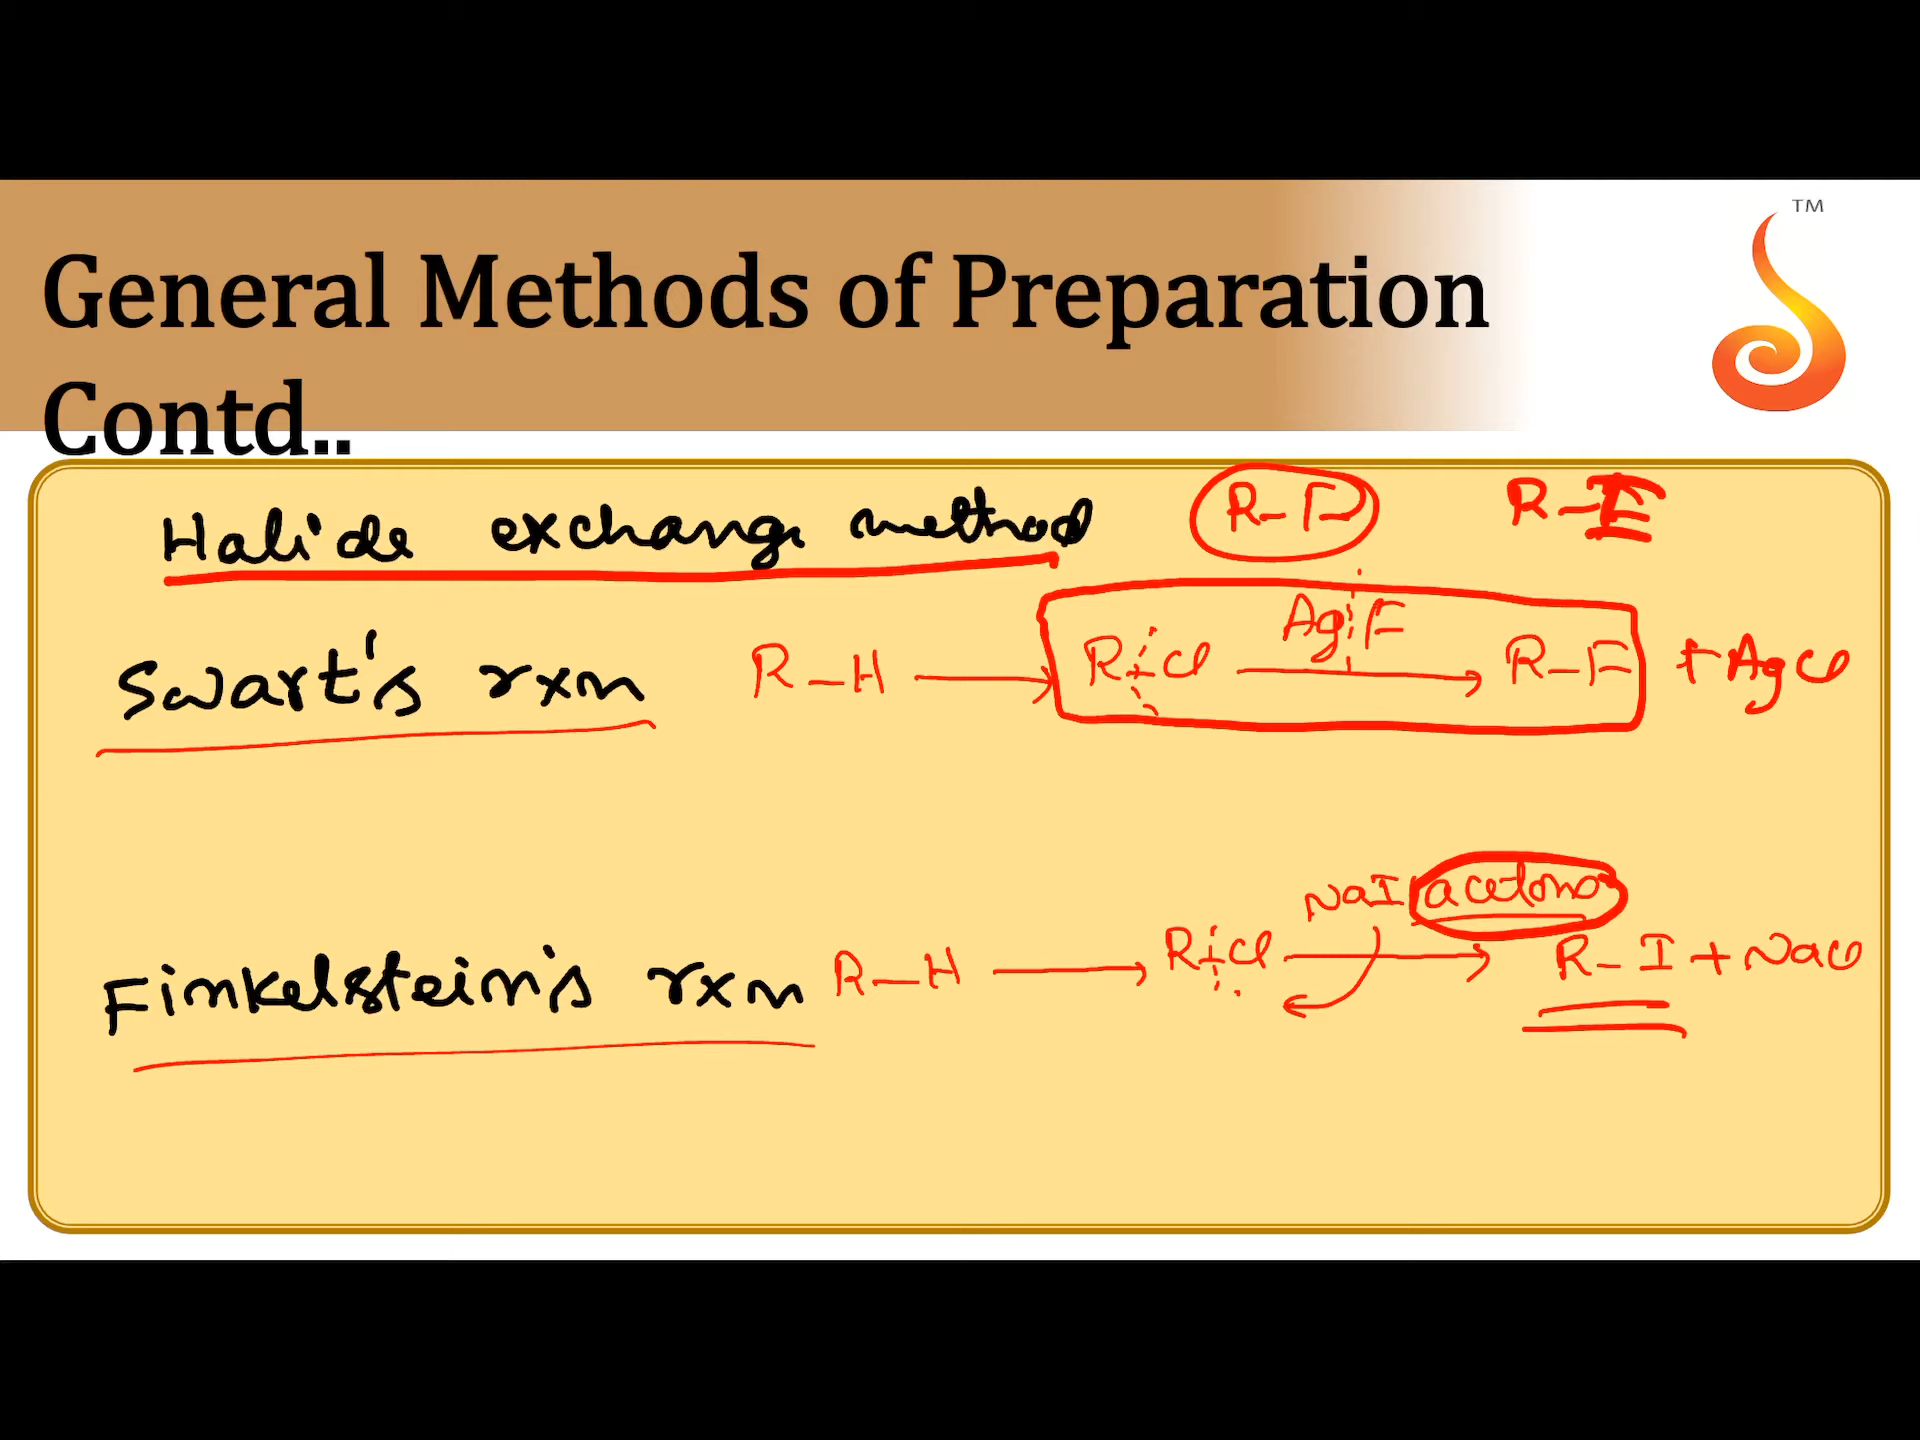 TM
General Methods of Preparation
Contd..
Halide exchange method R-F R-I
Swart's rxn R-H → R-Cl AgF → R-F + AgCl
NaI acetone
Finkelstein's rxn R-H → R-Cl → R-I + NaCl